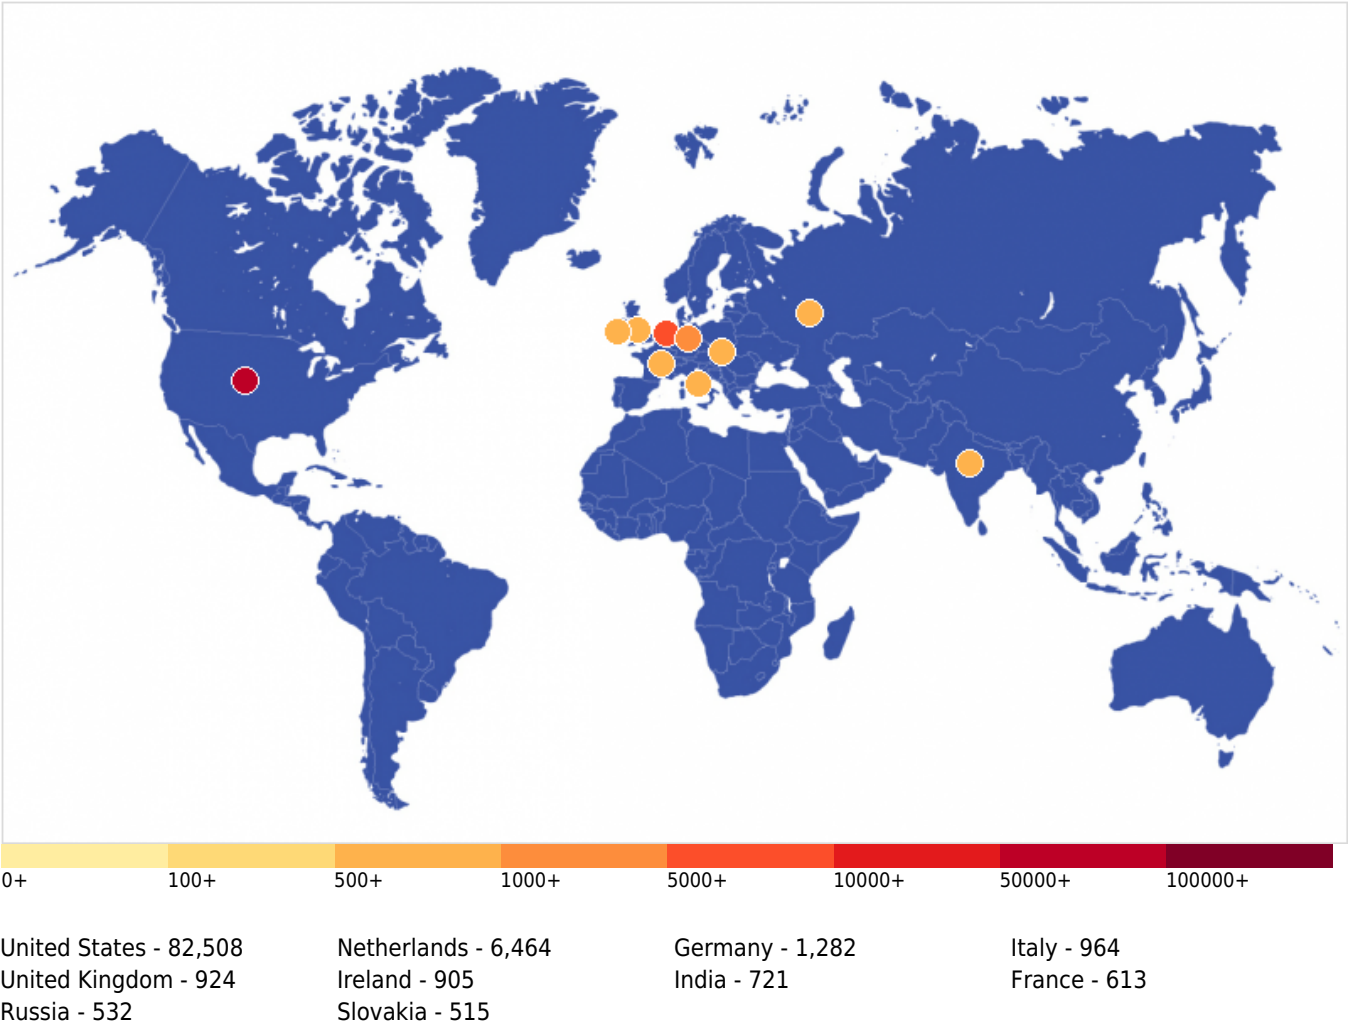 0+ 100+ 500+ 1000+ 5000+ 10000+ 50000+ 100000+
United States - 82,508 Netherlands - 6,464 Germany - 1,282 Italy - 964
United Kingdom - 924 Ireland - 905 India - 721 France - 613
Russia - 532 Slovakia - 515